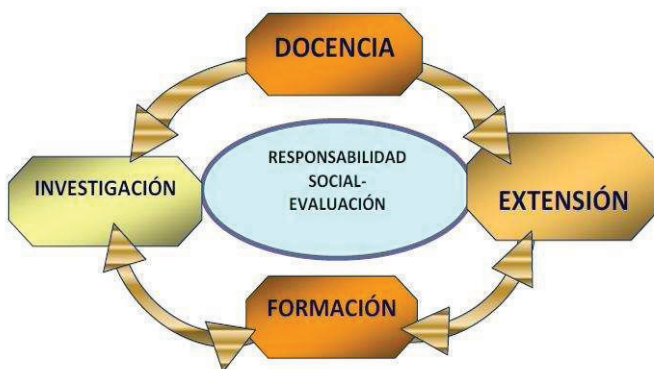 DOCENCIA
RESPONSABILIDAD
SOCIAL-
EVALUACIÓN
INVESTIGACIÓN
EXTENSIÓN
FORMACIÓN